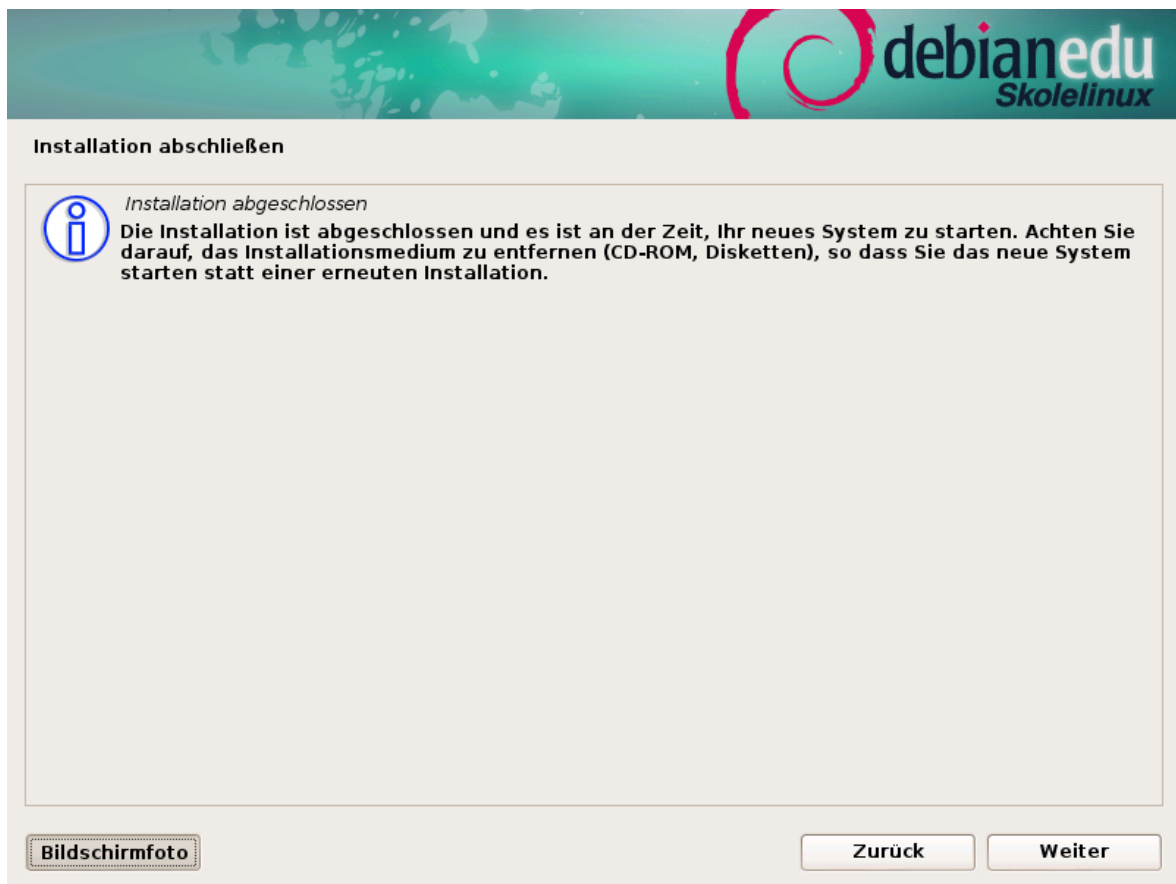 debianedu
Skolelinux
Installation abschließen
Installation abgeschlossen
Die Installation ist abgeschlossen und es ist an der Zeit, Ihr neues System zu starten. Achten Sie
darauf, das Installationsmedium zu entfernen (CD-ROM, Disketten), so dass Sie das neue System
starten statt einer erneuten Installation.
Bildschirmfoto
Zurück
Weiter